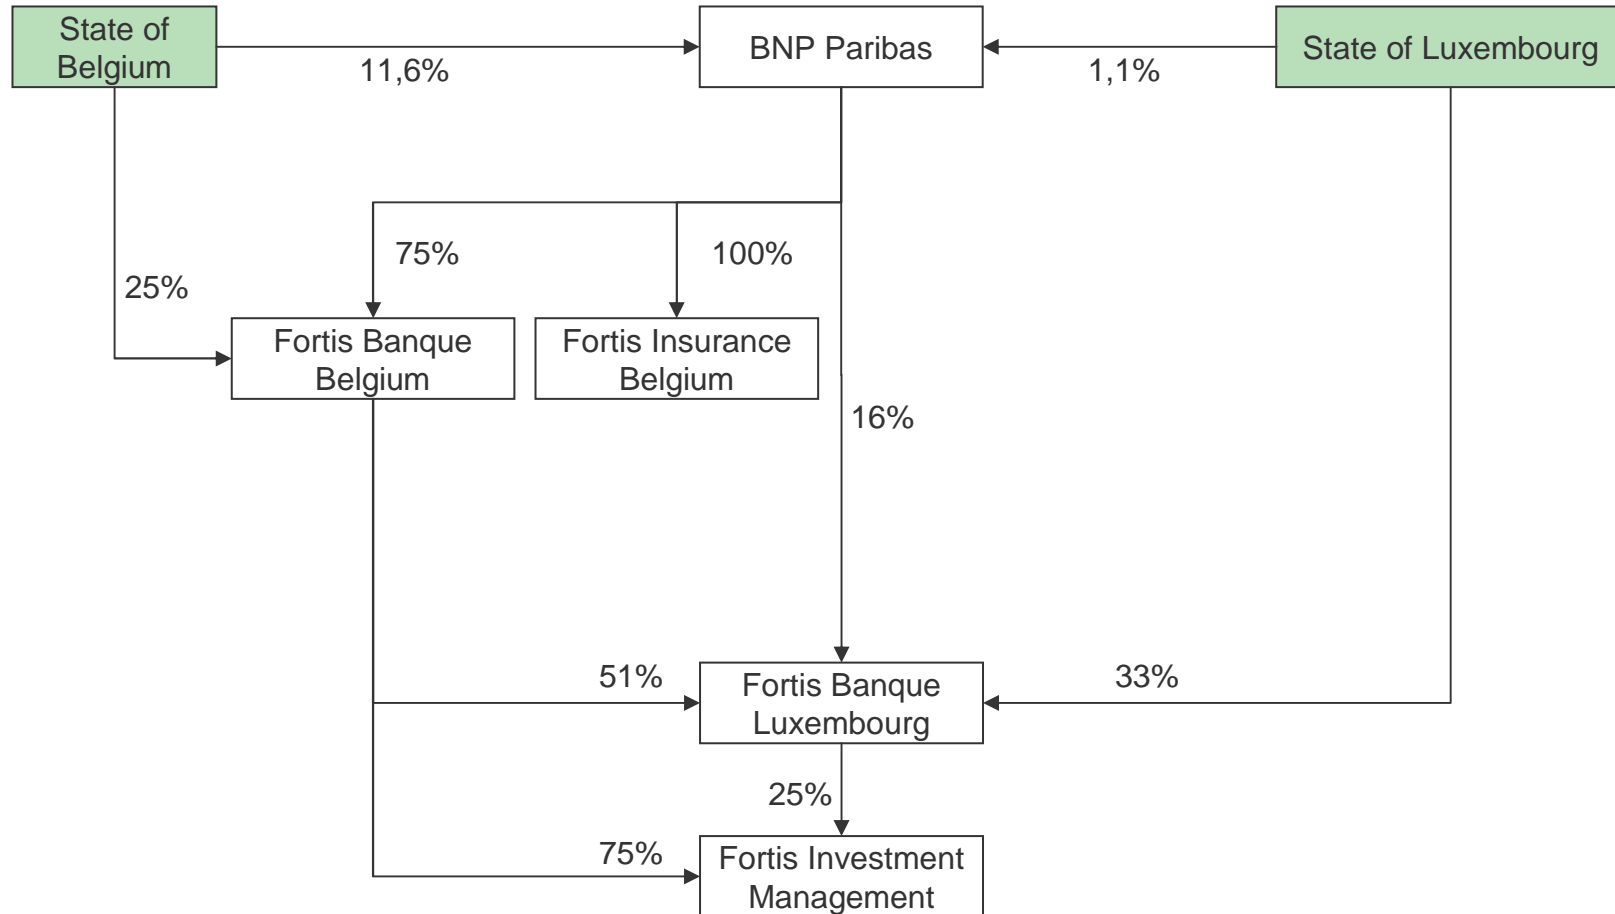 State of
Belgium
BNP Paribas
State of Luxembourg
11,6%
1,1%
75%
100%
25%
Fortis Banque
Belgium
Fortis Insurance
Belgium
16%
51%
Fortis Banque
Luxembourg
33%
25%
75%
Fortis Investment
Management